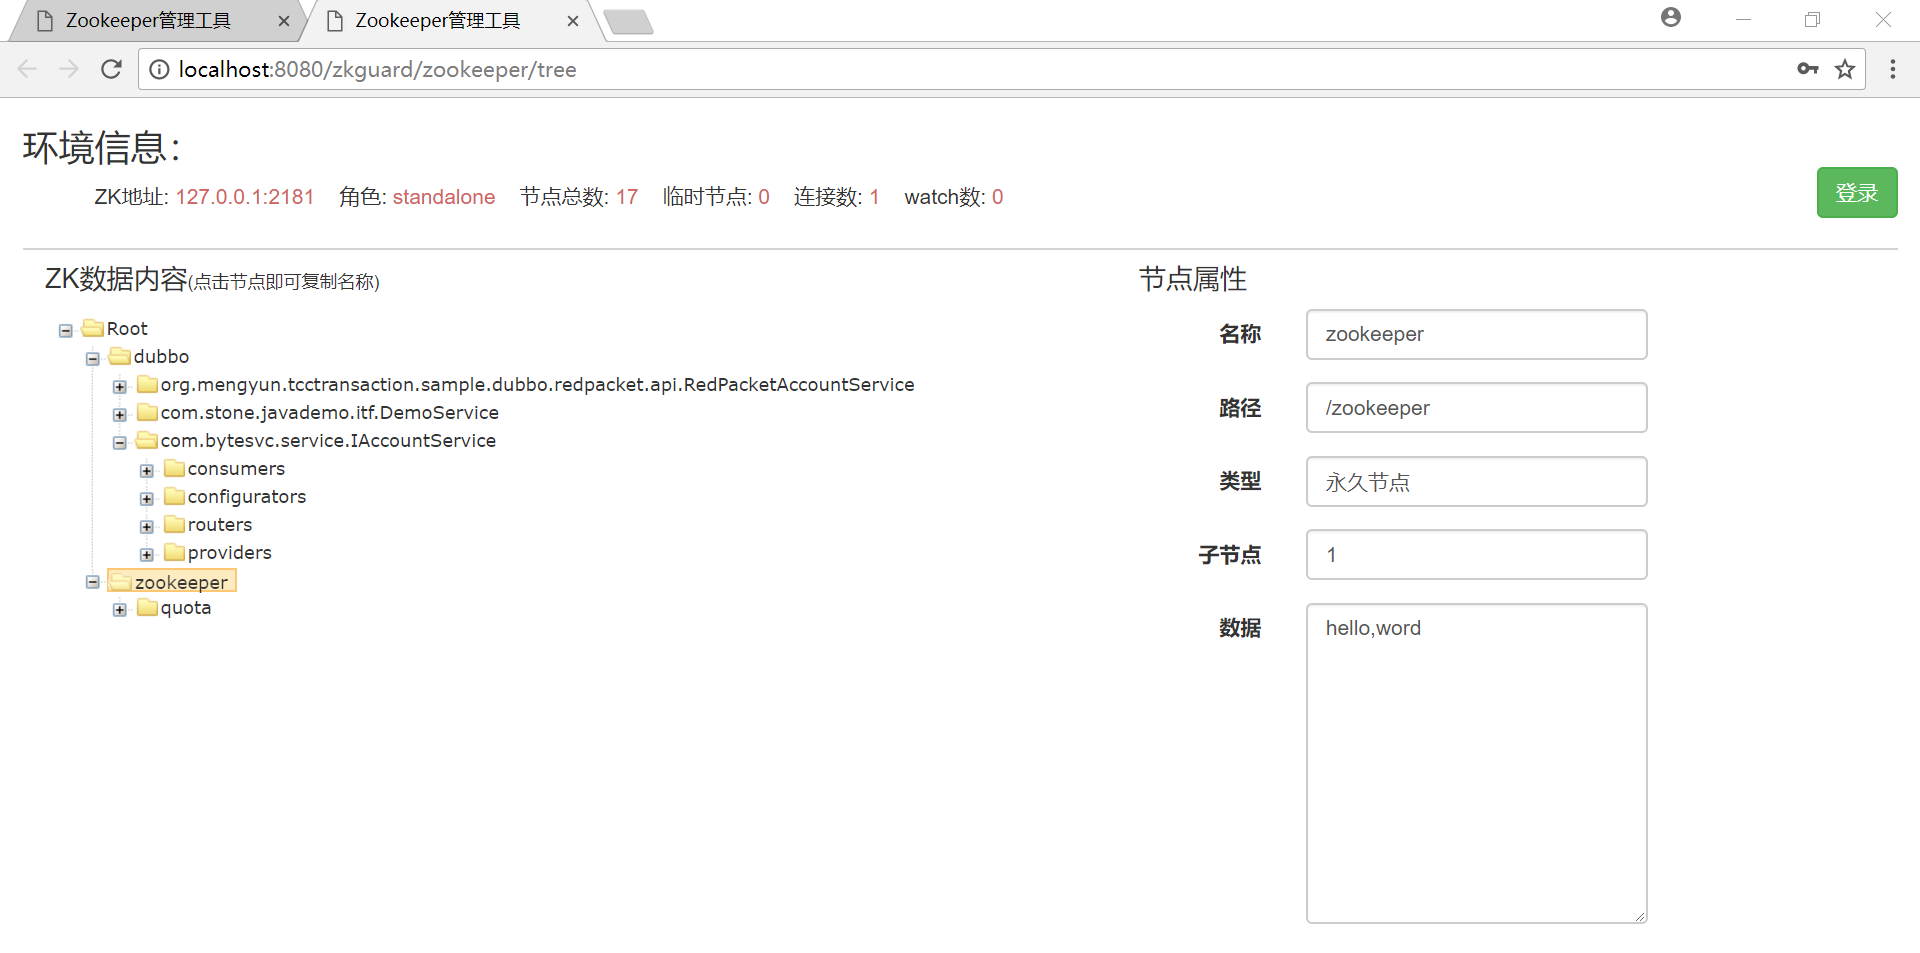 Zookeeper管理工具
Zookeeper管理工具
localhost:8080/zkguard/zookeeper/tree
环境信息：
ZK地址: 127.0.0.1:2181 角色: standalone 节点总数: 17 临时节点: 0 连接数: 1 watch数: 0
登录
ZK数据内容(点击节点即可复制名称)
Root
dubbo
org.mengyun.tcctransaction.sample.dubbo.redpacket.api.RedPacketAccountService
com.stone.javademo.itf.DemoService
com.bytesvc.service.IAccountService
consumers
configurators
routers
providers
zookeeper
quota
节点属性
名称 zookeeper
路径 /zookeeper
类型 永久节点
子节点 1
数据 hello,word